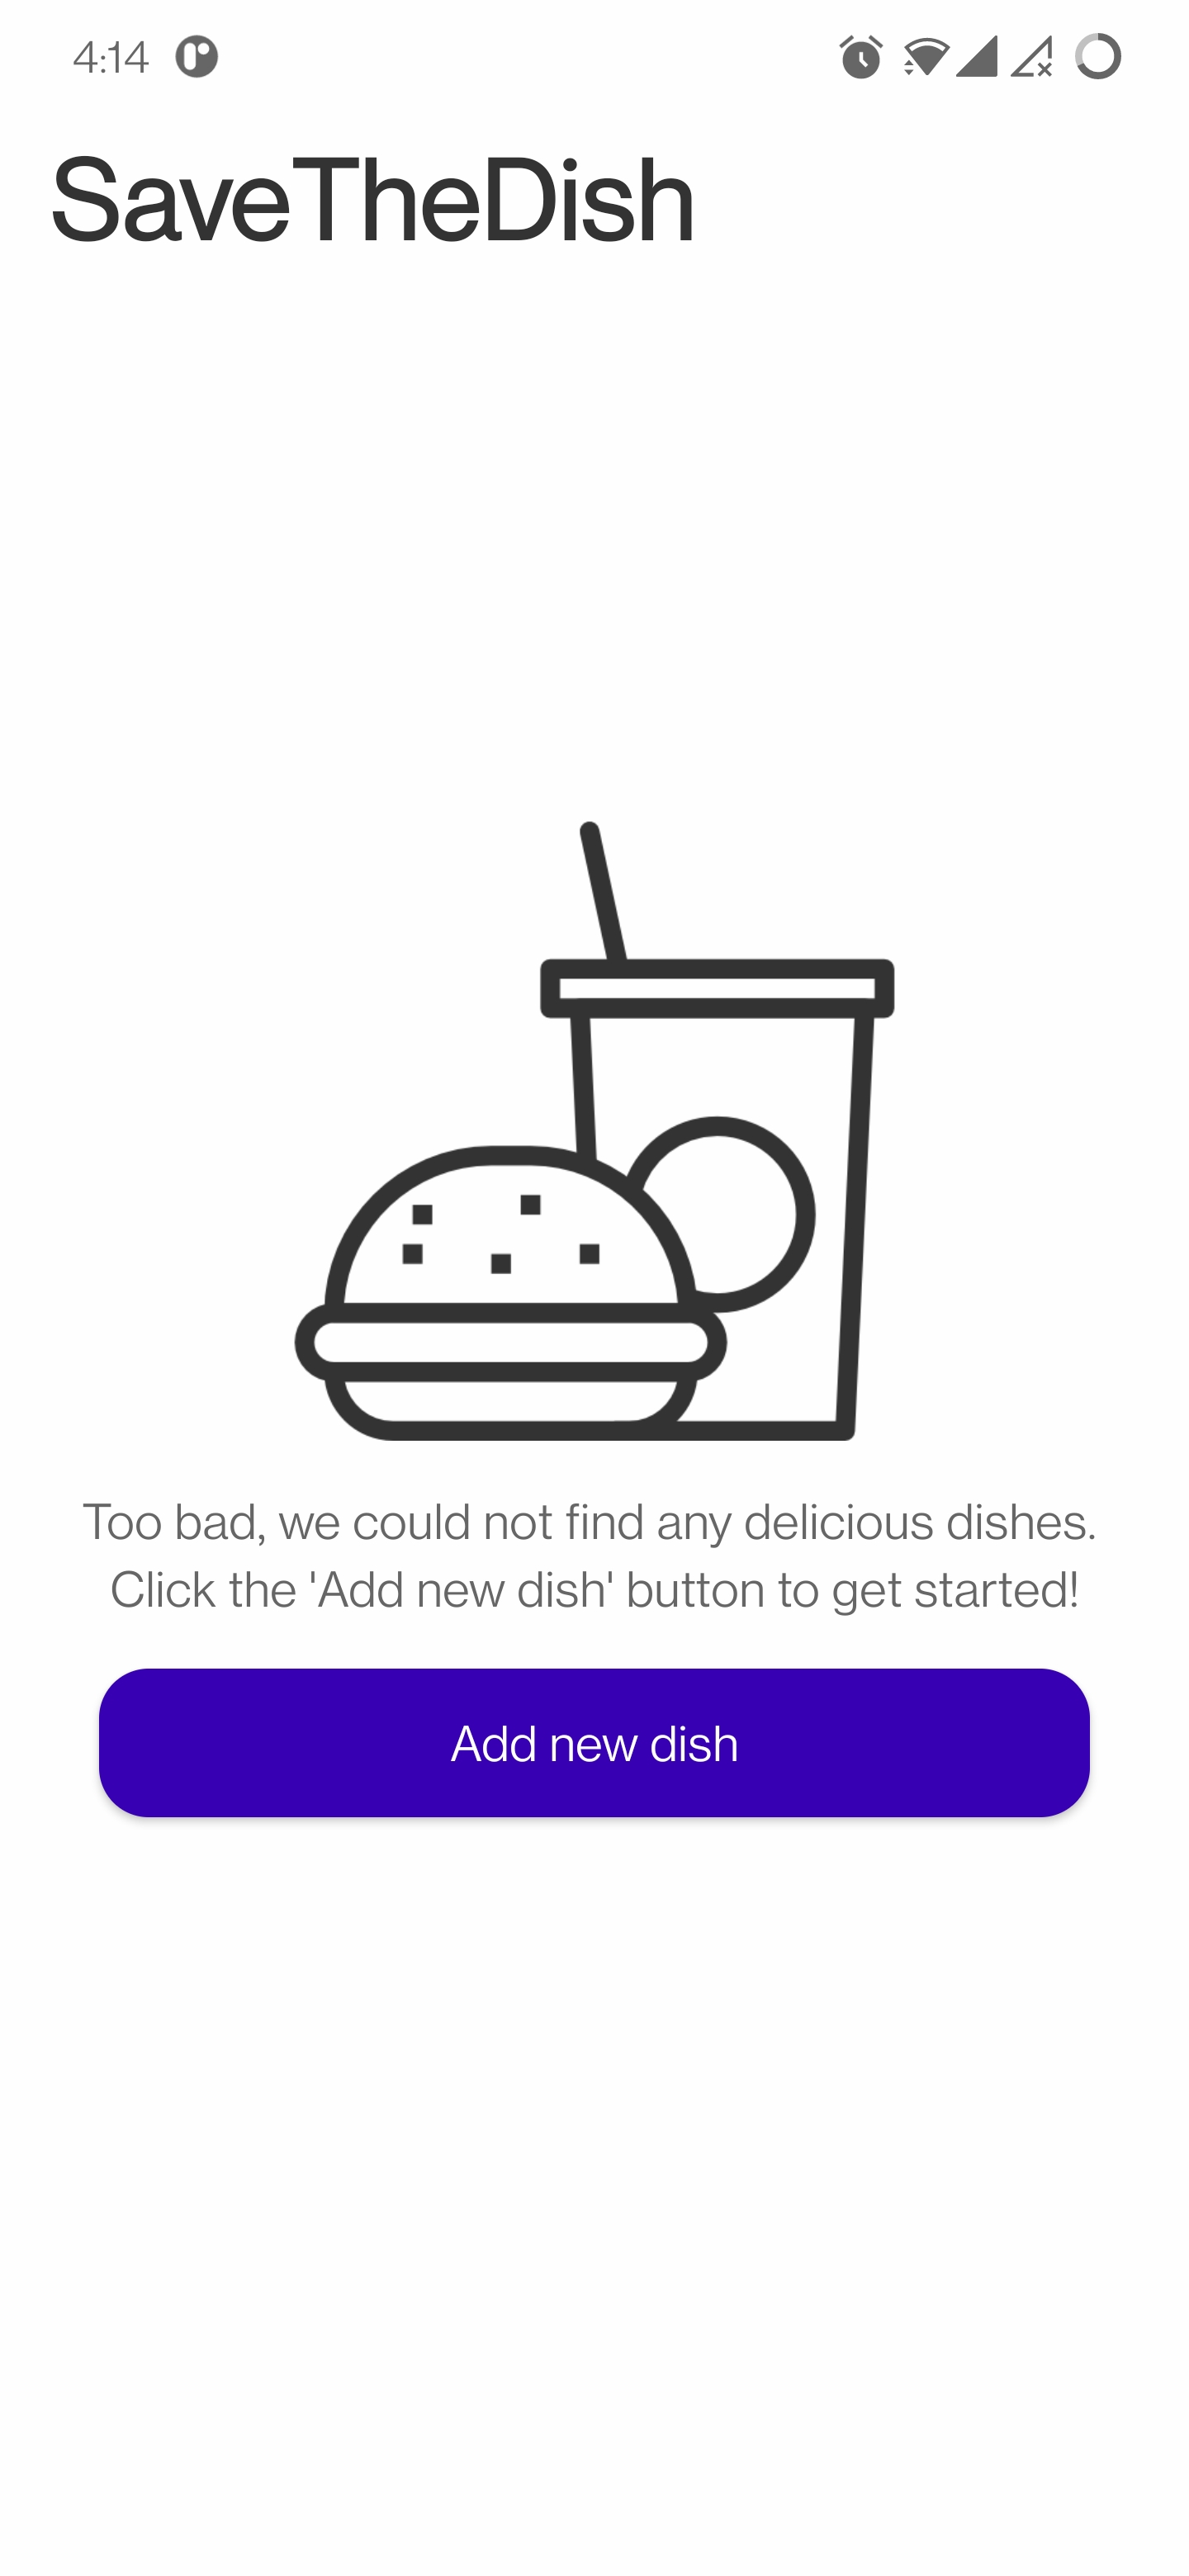 4:14
SaveTheDish
Too bad, we could not find any delicious dishes.
Click the 'Add new dish' button to get started!
Add new dish